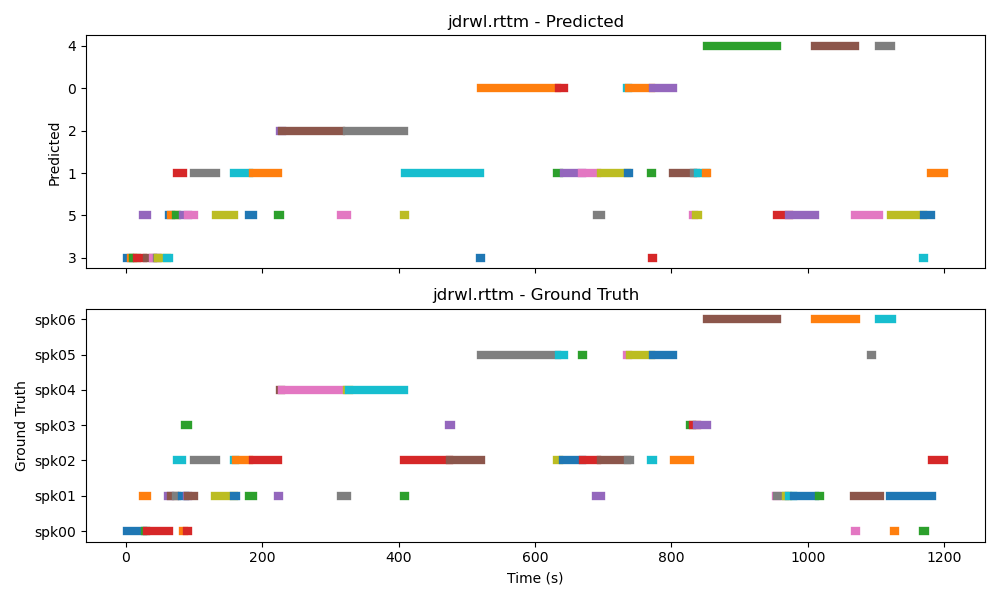 jdrwl.rttm - Predicted
Predicted
4
0
2
1
5
3
jdrwl.rttm - Ground Truth
Ground Truth
spk06
spk05
spk04
spk03
spk02
spk01
spk00
0 200 400 600 800 1000 1200
Time (s)